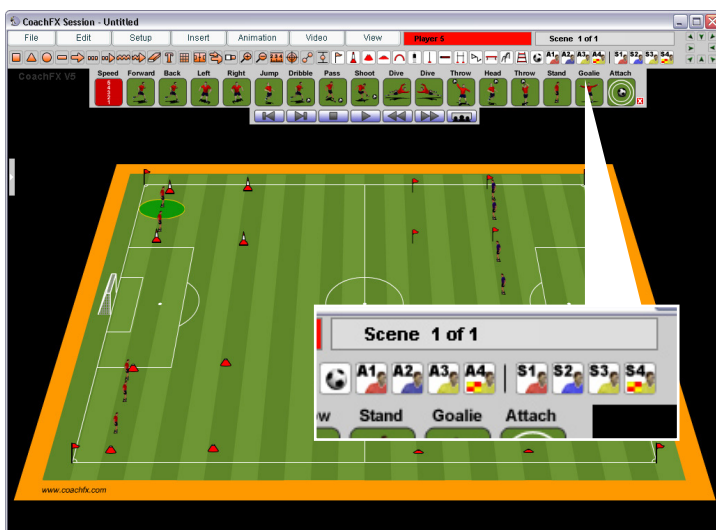 CoachFX Session - Untitled
File Edit Setup Insert Animation Video View Player 5 Scene 1 of 1
A1 A2 A3 A4 S1 S2 S3 S4
CoachFX V5
Speed Forward Back Left Right Jump Dribble Pass Shoot Dive Dive Throw Head Throw Stand Goalie Attach
Scene 1 of 1
A1 A2 A3 A4 S1 S2 S3 S4
ow Stand Goalie Attach
www.coachfx.com